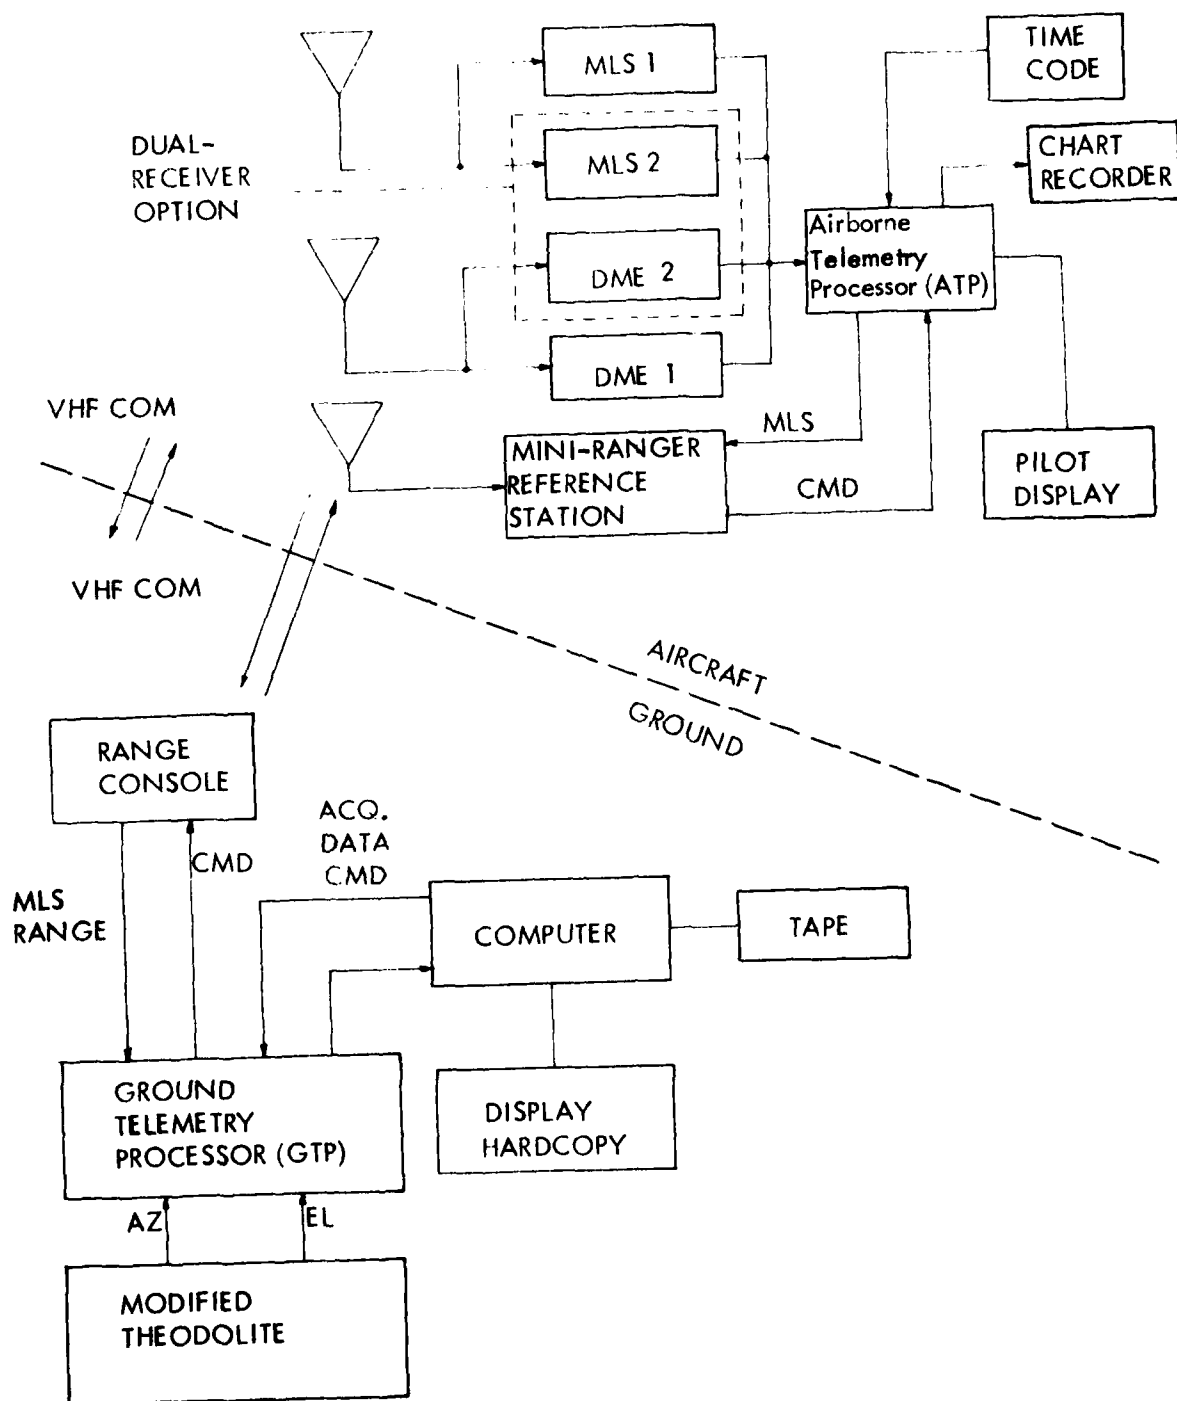 MLS 1
TIME
CODE
DUAL-
RECEIVER
OPTION
MLS 2
CHART
RECORDER
Airborne
Telemetry
Processor (ATP)
DME 2
DME 1
VHF COM
MLS
MINI-RANGER
REFERENCE
STATION
CMD
PILOT
DISPLAY
VHF COM
AIRCRAFT
GROUND
RANGE
CONSOLE
ACQ.
DATA
CMD
CMD
MLS
RANGE
COMPUTER
TAPE
GROUND
TELEMETRY
PROCESSOR (GTP)
DISPLAY
HARDCOPY
AZ
EL
MODIFIED
THEODOLITE